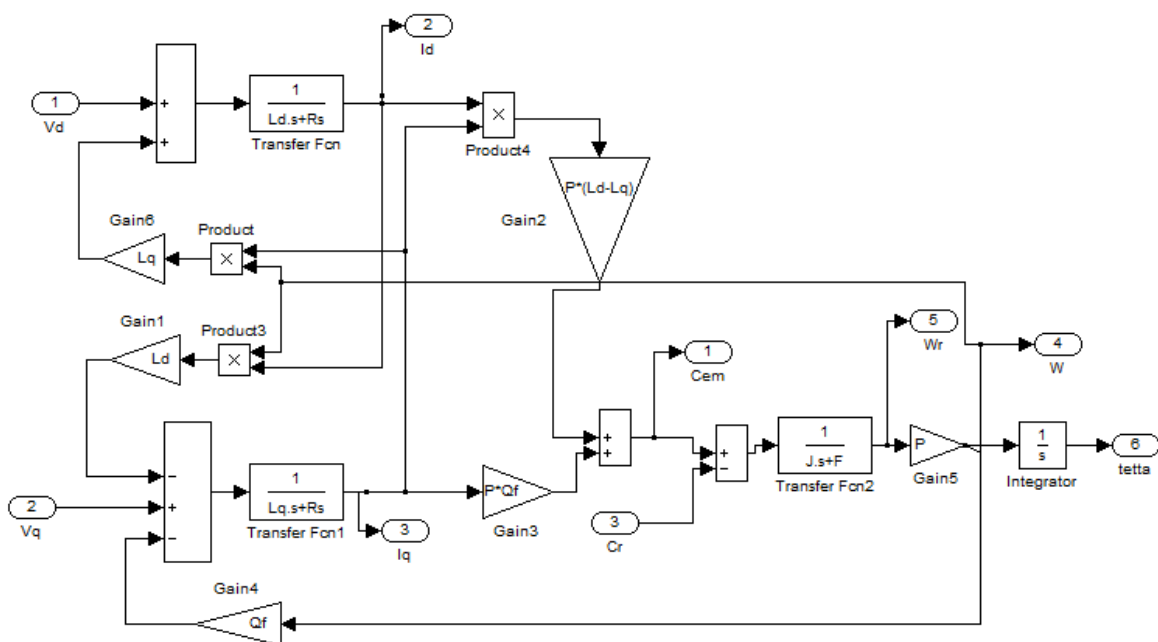 2
Id
1
Vd
+
+
1
Ld.s+Rs
Transfer Fcn
×
Product4
P*(Ld-Lq)
Gain2
Gain6
Lq
Product
×
Gain1
Ld
Product3
×
5
Wr
4
W
1
Cem
2
Vq
−
+
−
1
Lq.s+Rs
Transfer Fcn1
3
Iq
P*Qf
Gain3
+
+
3
Cr
+
−
1
J.s+F
Transfer Fcn2
P
Gain5
1
s
Integrator
6
tetta
Gain4
Qf